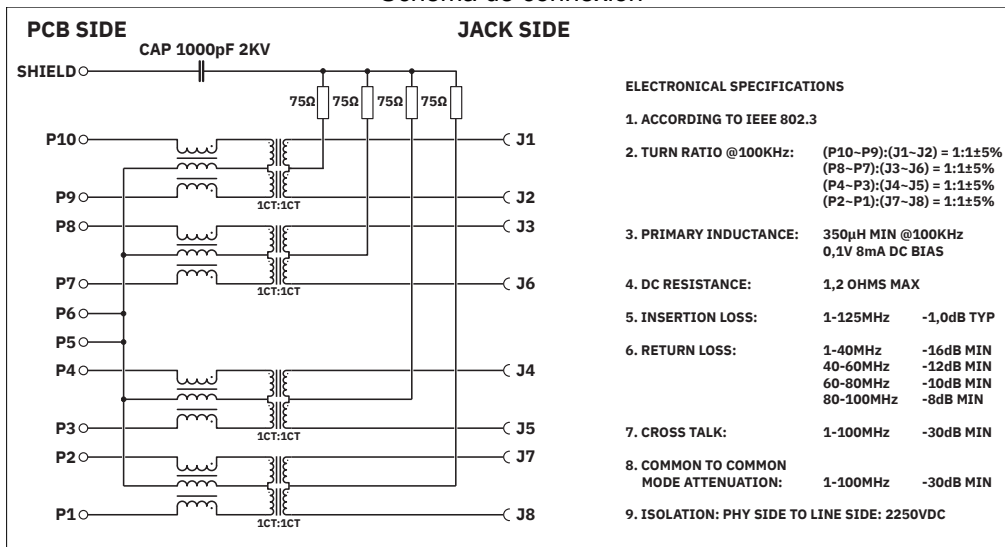 Schéma de connexion
PCB SIDE
JACK SIDE
CAP 1000pF 2KV
SHIELD
75Ω 75Ω 75Ω 75Ω
P10
J1
P9
J2
1CT:1CT
P8
J3
P7
J6
1CT:1CT
P6
P5
P4
J4
P3
J5
1CT:1CT
P2
J7
P1
J8
1CT:1CT
ELECTRONICAL SPECIFICATIONS
1. ACCORDING TO IEEE 802.3
2. TURN RATIO @100KHz: (P10~P9):(J1~J2) = 1:1±5%
(P8~P7):(J3~J6) = 1:1±5%
(P4~P3):(J4~J5) = 1:1±5%
(P2~P1):(J7~J8) = 1:1±5%
3. PRIMARY INDUCTANCE: 350µH MIN @100KHz
0,1V 8mA DC BIAS
4. DC RESISTANCE: 1,2 OHMS MAX
5. INSERTION LOSS: 1-125MHz -1,0dB TYP
6. RETURN LOSS: 1-40MHz -16dB MIN
40-60MHz -12dB MIN
60-80MHz -10dB MIN
80-100MHz -8dB MIN
7. CROSS TALK: 1-100MHz -30dB MIN
8. COMMON TO COMMON
MODE ATTENUATION: 1-100MHz -30dB MIN
9. ISOLATION: PHY SIDE TO LINE SIDE: 2250VDC